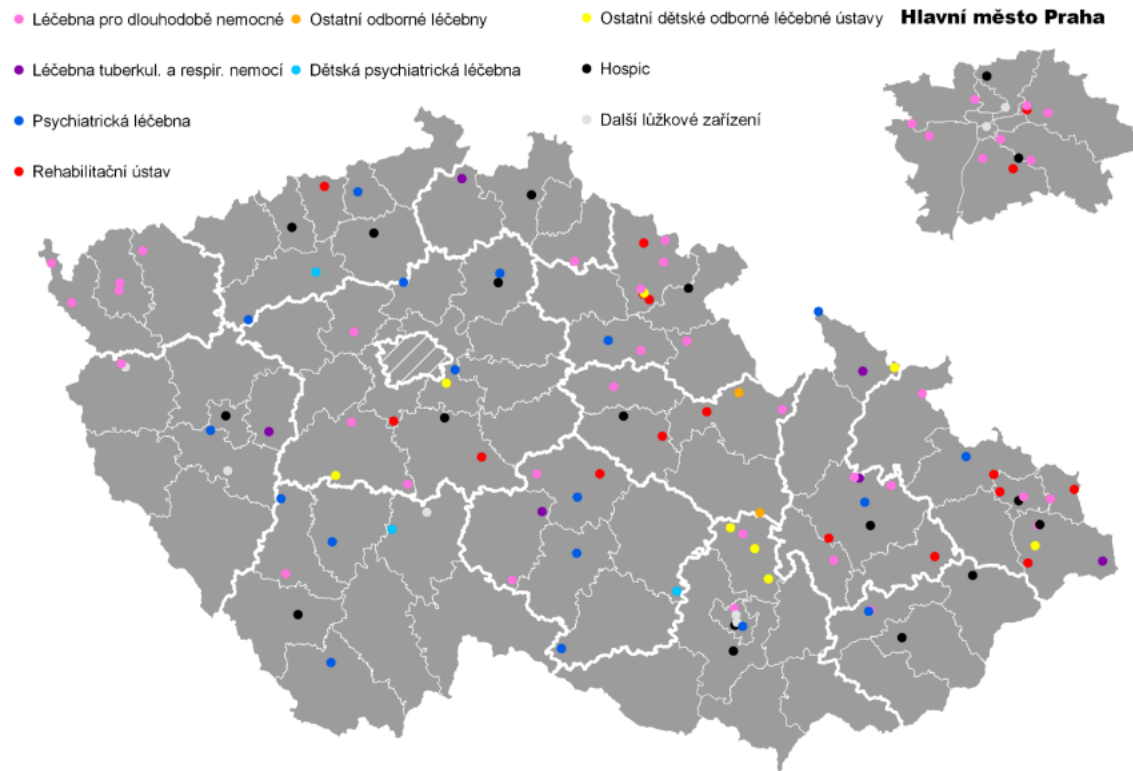 Léčebna pro dlouhodobě nemocné
Ostatní odborné léčebny
Ostatní dětské odborné léčebné ústavy
Hlavní město Praha
Léčebna tuberkul. a respir. nemocí
Dětská psychiatrická léčebna
Hospic
Psychiatrická léčebna
Další lůžkové zařízení
Rehabilitační ústav